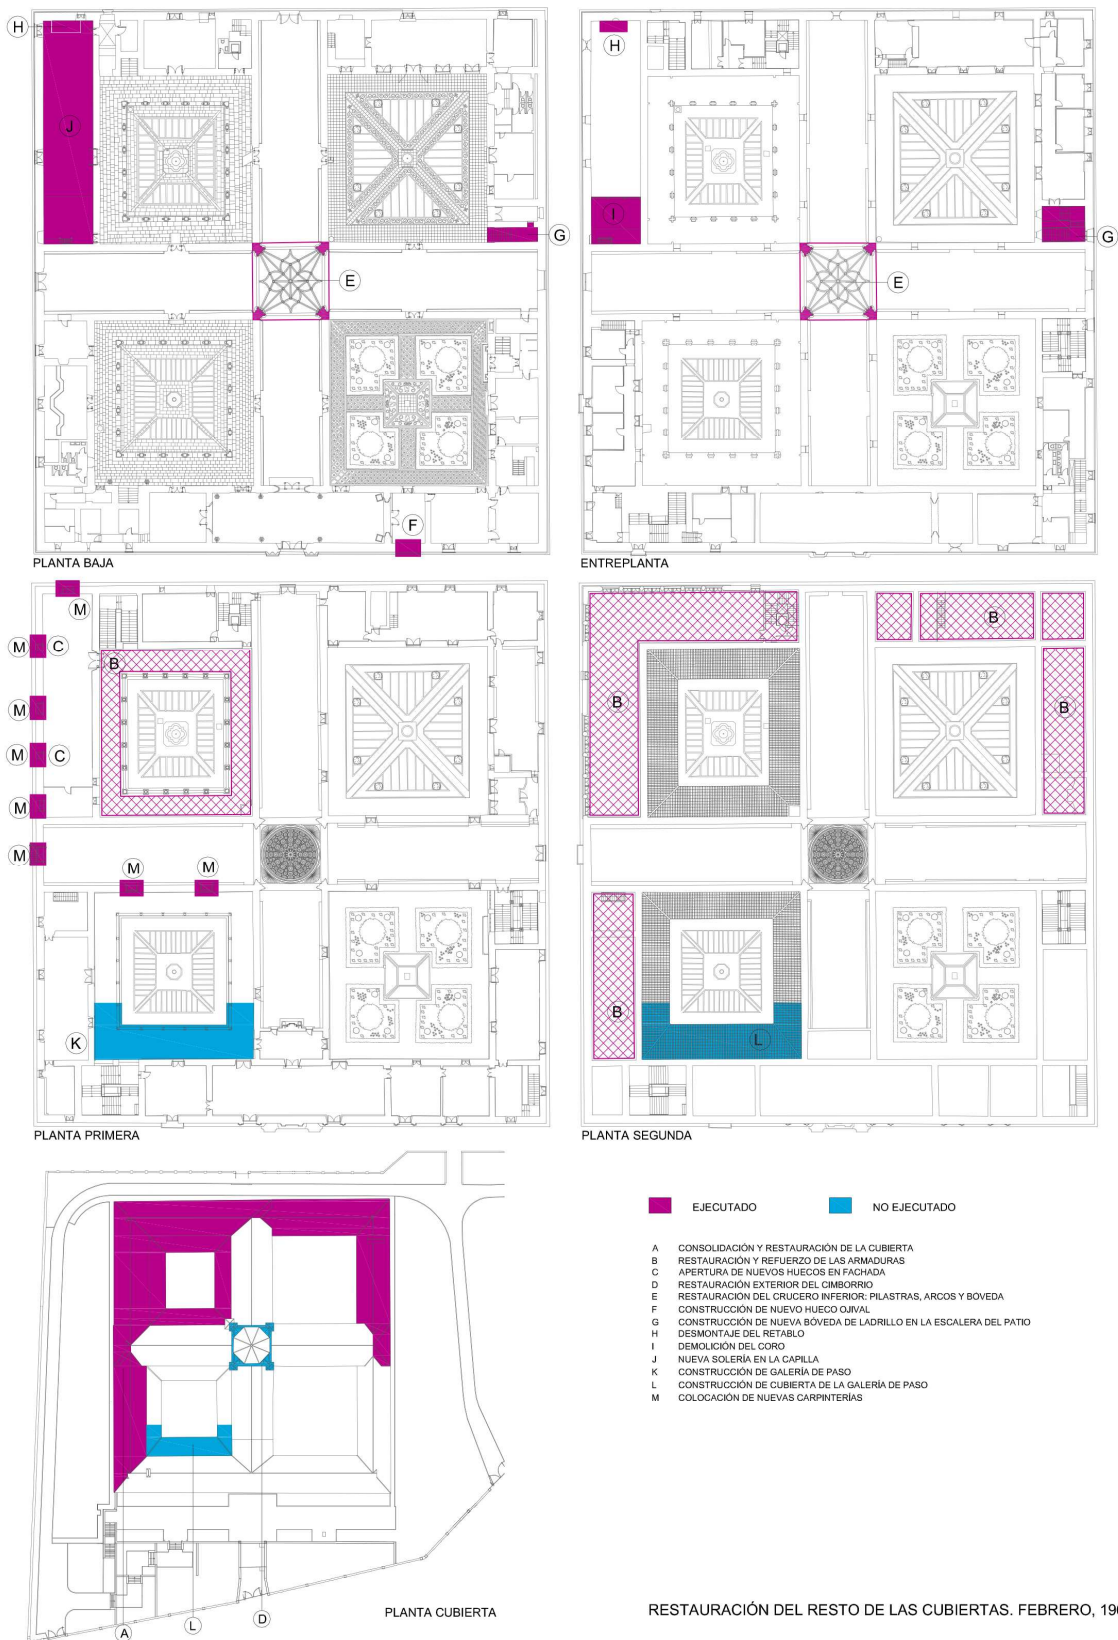 H
J
G
E
F
PLANTA BAJA
H
I
G
E
ENTREPLANTA
M
M C
B
M
M C
M
M
M M
K
PLANTA PRIMERA
B
B
B
B
L
PLANTA SEGUNDA
EJECUTADO
NO EJECUTADO
A CONSOLIDACIÓN Y RESTAURACIÓN DE LA CUBIERTA
B RESTAURACIÓN Y REFUERZO DE LAS ARMADURAS
C APERTURA DE NUEVOS HUECOS EN FACHADA
D RESTAURACIÓN EXTERIOR DEL CIMBORRIO
E RESTAURACIÓN DEL CRUCERO INFERIOR: PILASTRAS, ARCOS Y BOVEDA
F CONSTRUCCIÓN DE NUEVO HUECO OJIVAL
G CONSTRUCCIÓN DE NUEVA BÓVEDA DE LADRILLO EN LA ESCALERA DEL PATIO
H DESMONTAJE DEL RETABLO
I DEMOLICIÓN DEL CORO
J NUEVA SOLERÍA EN LA CAPILLA
K CONSTRUCCIÓN DE GALERÍA DE PASO
L CONSTRUCCIÓN DE CUBIERTA DE LA GALERÍA DE PASO
M COLOCACIÓN DE NUEVAS CARPINTERÍAS
PLANTA CUBIERTA
A
L
D
RESTAURACIÓN DEL RESTO DE LAS CUBIERTAS. FEBRERO,